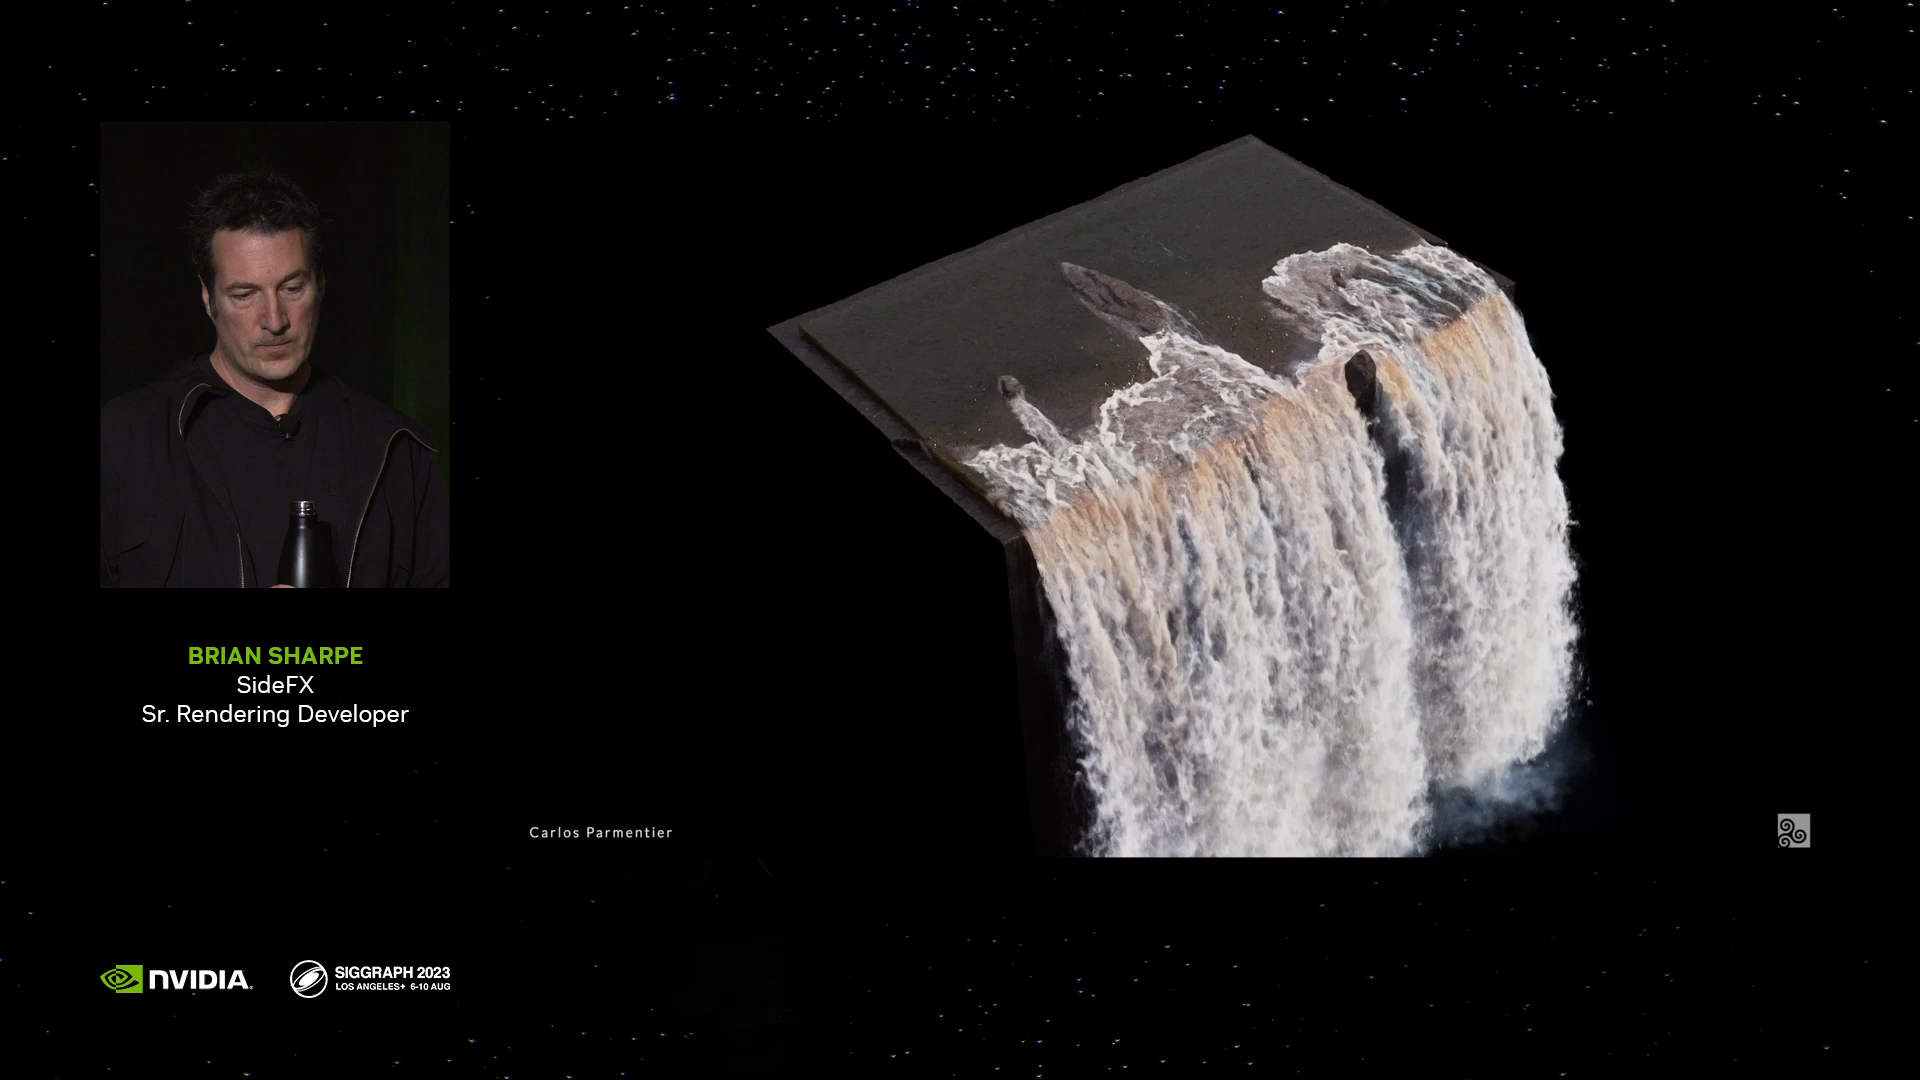 BRIAN SHARPE
SideFX
Sr. Rendering Developer
Carlos Parmentier
NVIDIA.
SIGGRAPH 2023
LOS ANGELES+ 6-10 AUG